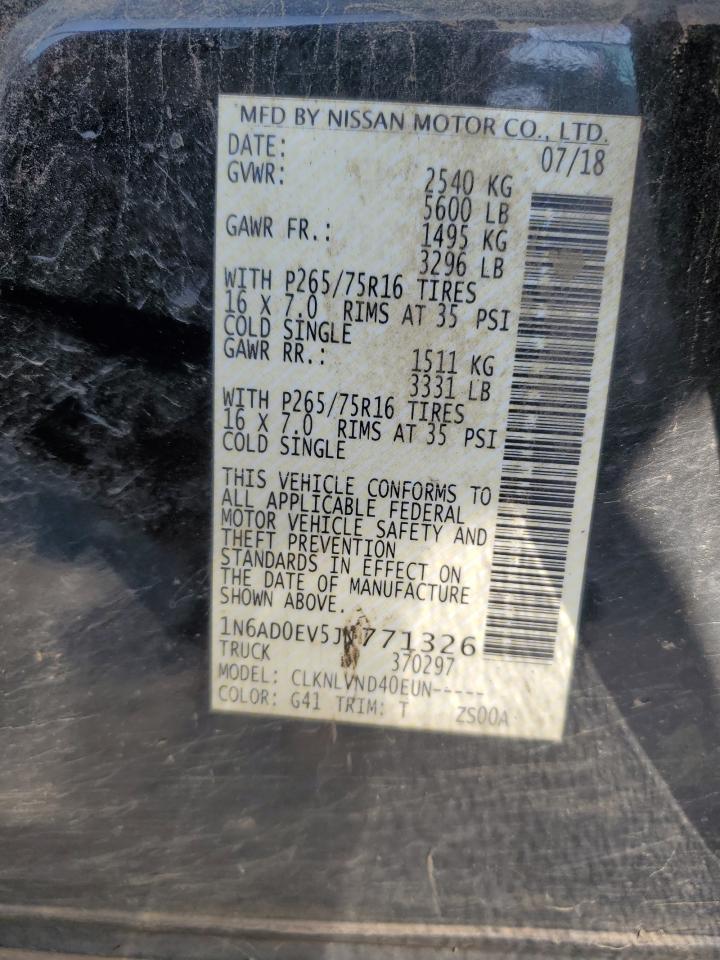 MFD BY NISSAN MOTOR CO., LTD.
DATE: 07/18
GVWR: 2540 KG
5600 LB
GAWR FR.: 1495 KG
3296 LB
WITH P265/75R16 TIRES
16 X 7.0 RIMS AT 35 PSI
COLD SINGLE
GAWR RR.: 1511 KG
3331 LB
WITH P265/75R16 TIRES
16 X 7.0 RIMS AT 35 PSI
COLD SINGLE
THIS VEHICLE CONFORMS TO
ALL APPLICABLE FEDERAL
MOTOR VEHICLE SAFETY AND
THEFT PREVENTION
STANDARDS IN EFFECT ON
THE DATE OF MANUFACTURE
SHOWN ABOVE.
1N6AD0EV5JN771326
TRUCK 370297
MODEL: CLKNLVND40EUN-----
COLOR: G41 TRIM: T ZS00A